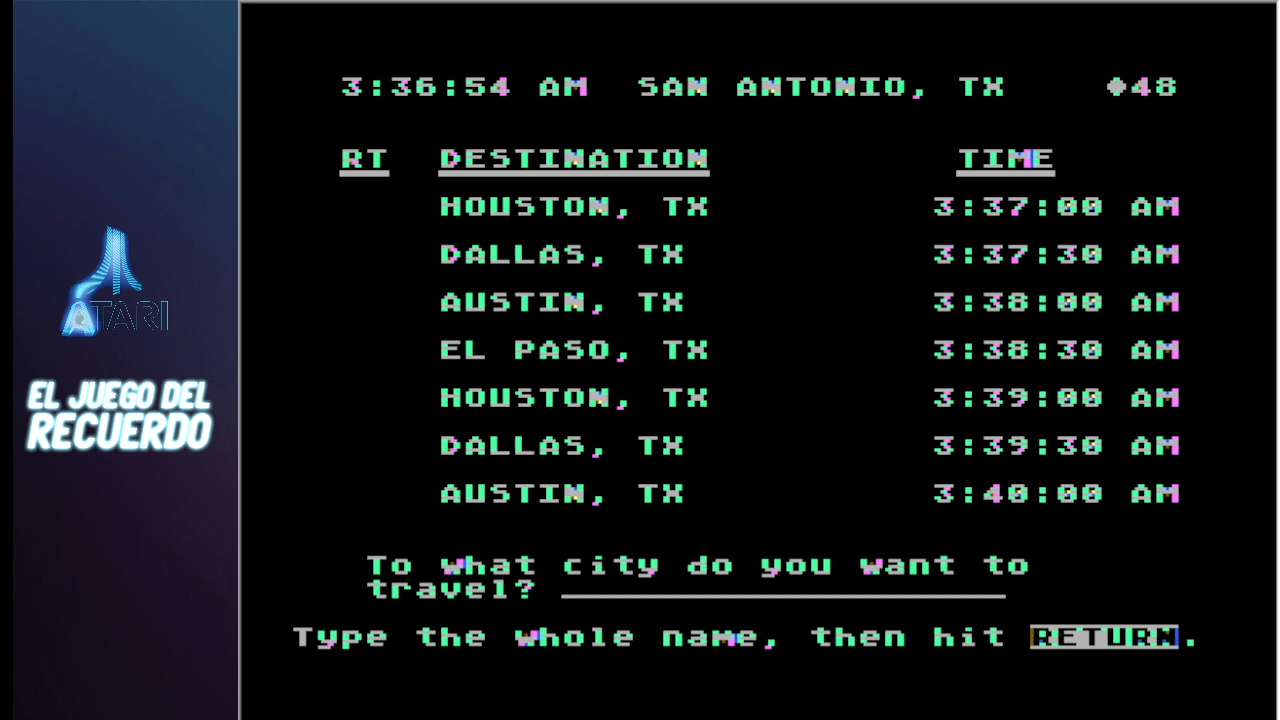 3:36:54 AM SAN ANTONIO, TX ♦48
RT DESTINATION TIME
HOUSTON, TX 3:37:00 AM
DALLAS, TX 3:37:30 AM
AUSTIN, TX 3:38:00 AM
EL PASO, TX 3:38:30 AM
HOUSTON, TX 3:39:00 AM
DALLAS, TX 3:39:30 AM
AUSTIN, TX 3:40:00 AM
To what city do you want to
travel?
Type the whole name, then hit RETURN.
ATARI
EL JUEGO DEL
RECUERDO